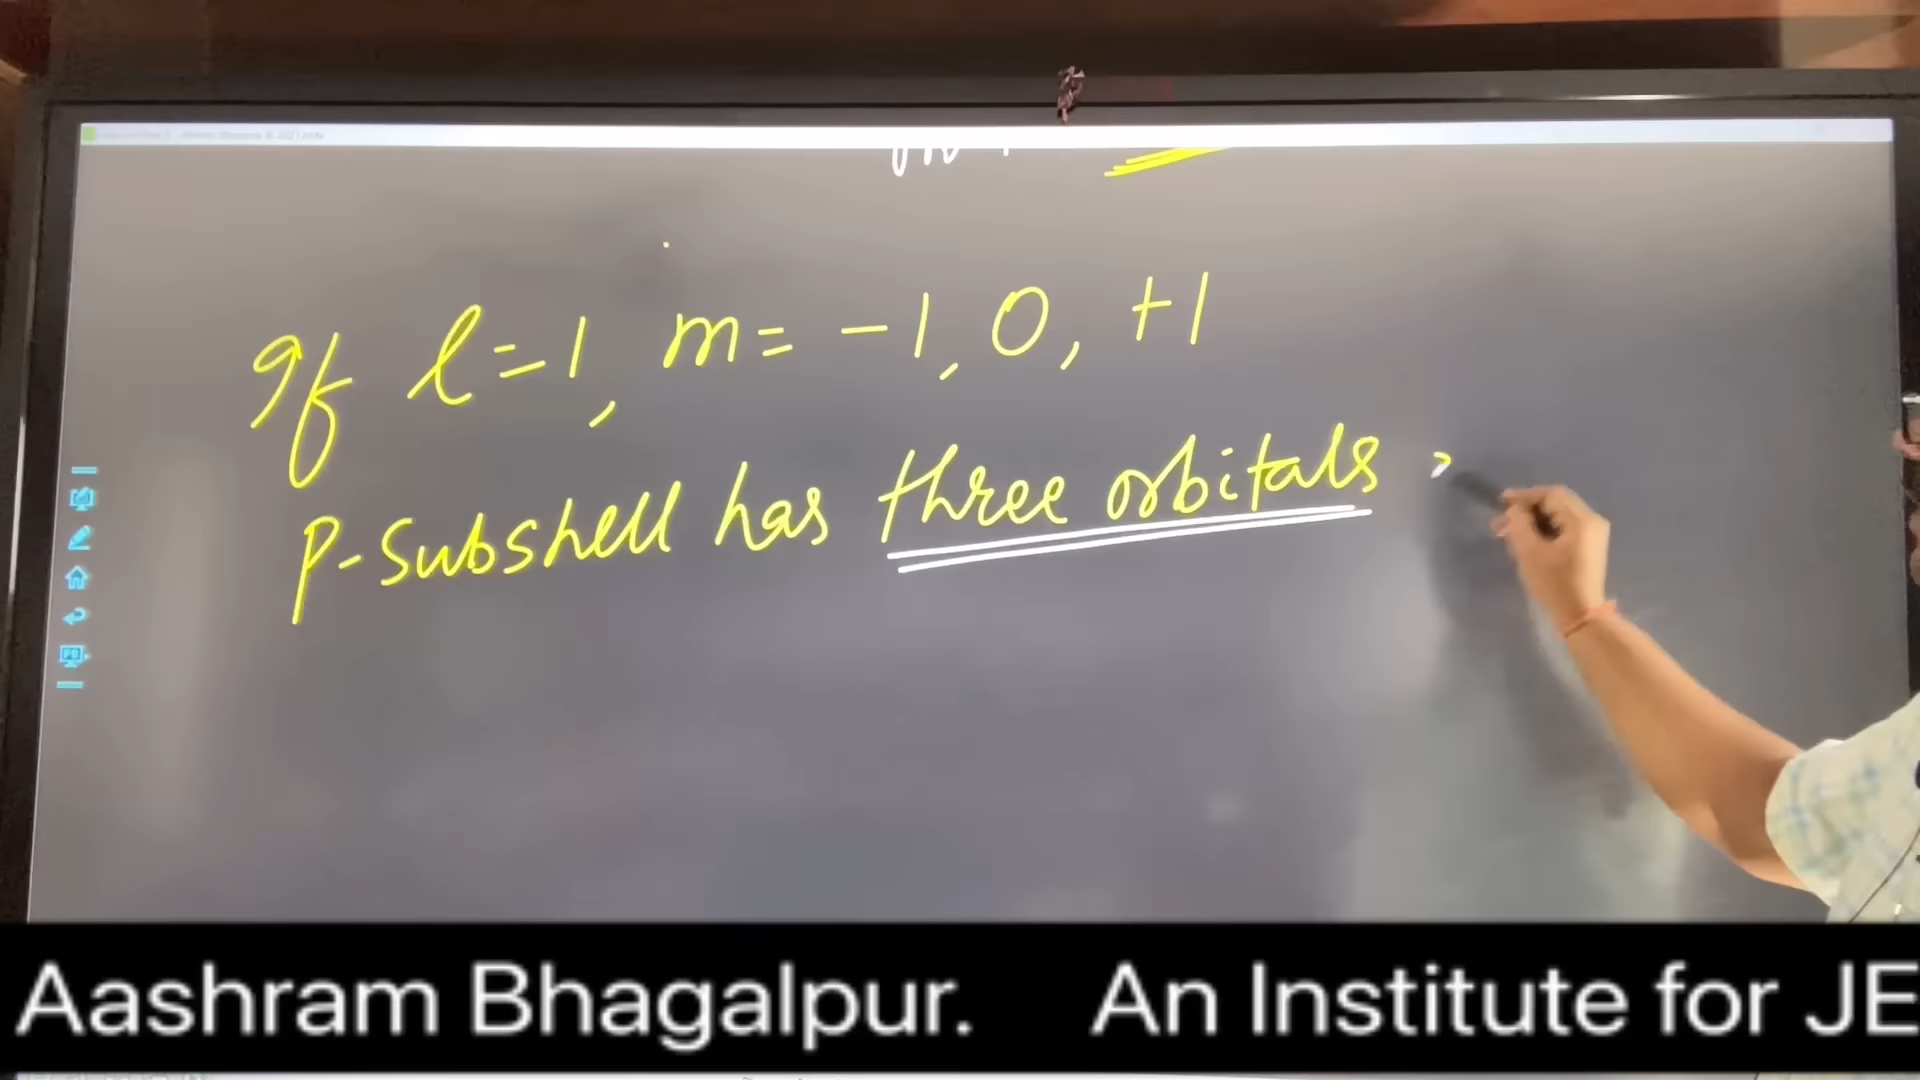 If l=1, m= -1, 0, +1
P-Subshell has three orbitals
Aashram Bhagalpur. An Institute for JE